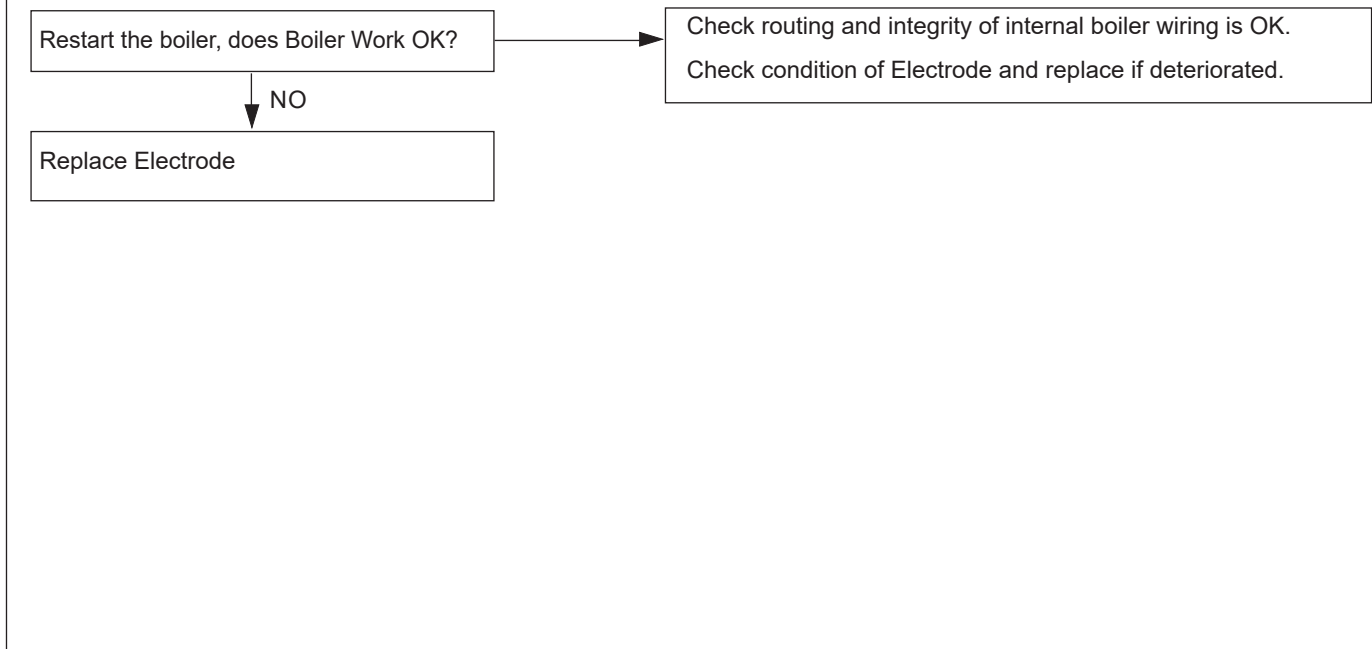 Restart the boiler, does Boiler Work OK?
Check routing and integrity of internal boiler wiring is OK.
Check condition of Electrode and replace if deteriorated.
NO
Replace Electrode